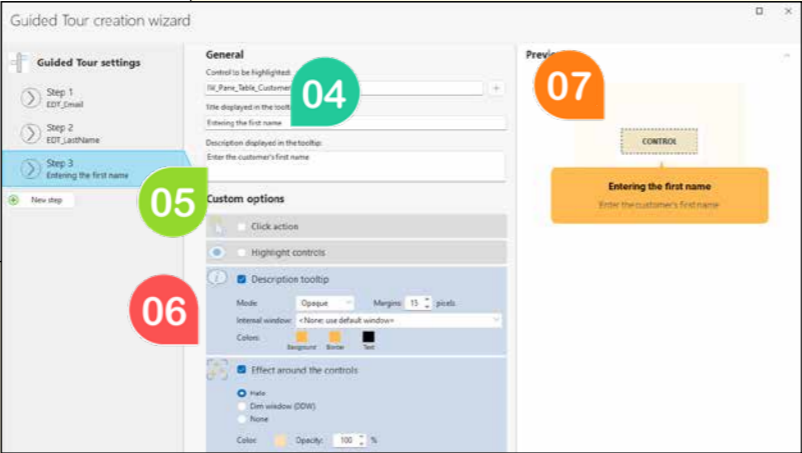 Guided Tour creation wizard
Guided Tour settings
Step 1
EDT_Email
Step 2
EDT_LastName
Step 3
Entering the first name
New step
General
Control to be highlighted:
04
Title displayed in the
Entering the first name
Description displayed in the tooltip:
Enter the customer's first name
05
Custom options
Click action
Highlight controls
06
Description tooltip
Mode Opaque Margins 15 pixels
Internal window: <None; use default window>
Colors
Border Text
Effect around the controls
Halo
Dim window (DDW)
None
Color Opacity: 100 %
07
CONTROL
Entering the first name
Enter the customer's first name